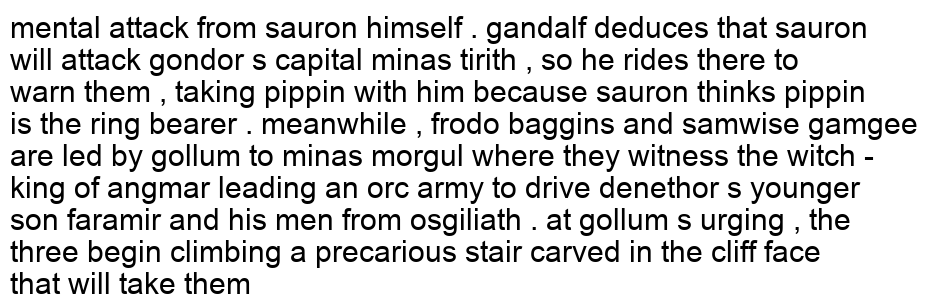 mental attack from sauron himself . gandalf deduces that sauron
will attack gondor s capital minas tirith , so he rides there to
warn them , taking pippin with him because sauron thinks pippin
is the ring bearer . meanwhile , frodo baggins and samwise gamgee
are led by gollum to minas morgul where they witness the witch -
king of angmar leading an orc army to drive denethor s younger
son faramir and his men from osgiliath . at gollum s urging , the
three begin climbing a precarious stair carved in the cliff face
that will take them